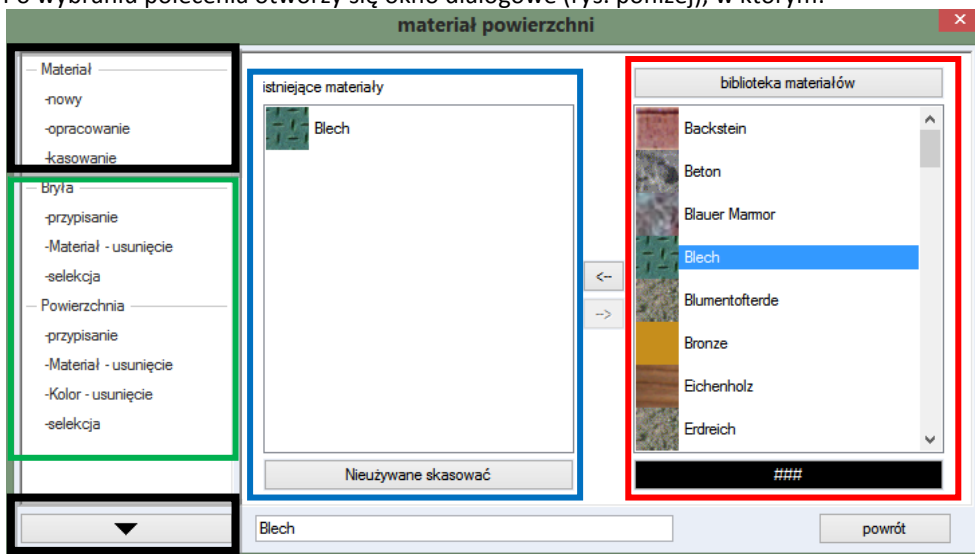 Po wybraniu polecenia otworzy się okno dialogowe (rys. poniżej), w którym:
materiał powierzchni
Materiał
-nowy
-opracowanie
-kasowanie
Bryła
-przypisanie
-Materiał - usunięcie
-selekcja
Powierzchnia
-przypisanie
-Materiał - usunięcie
-Kolor - usunięcie
-selekcja
istniejące materiały
Blech
Nieużywane skasować
<--
-->
biblioteka materiałów
Backstein
Beton
Blauer Marmor
Blech
Blumentofterde
Bronze
Eichenholz
Erdreich
###
Blech
powrót